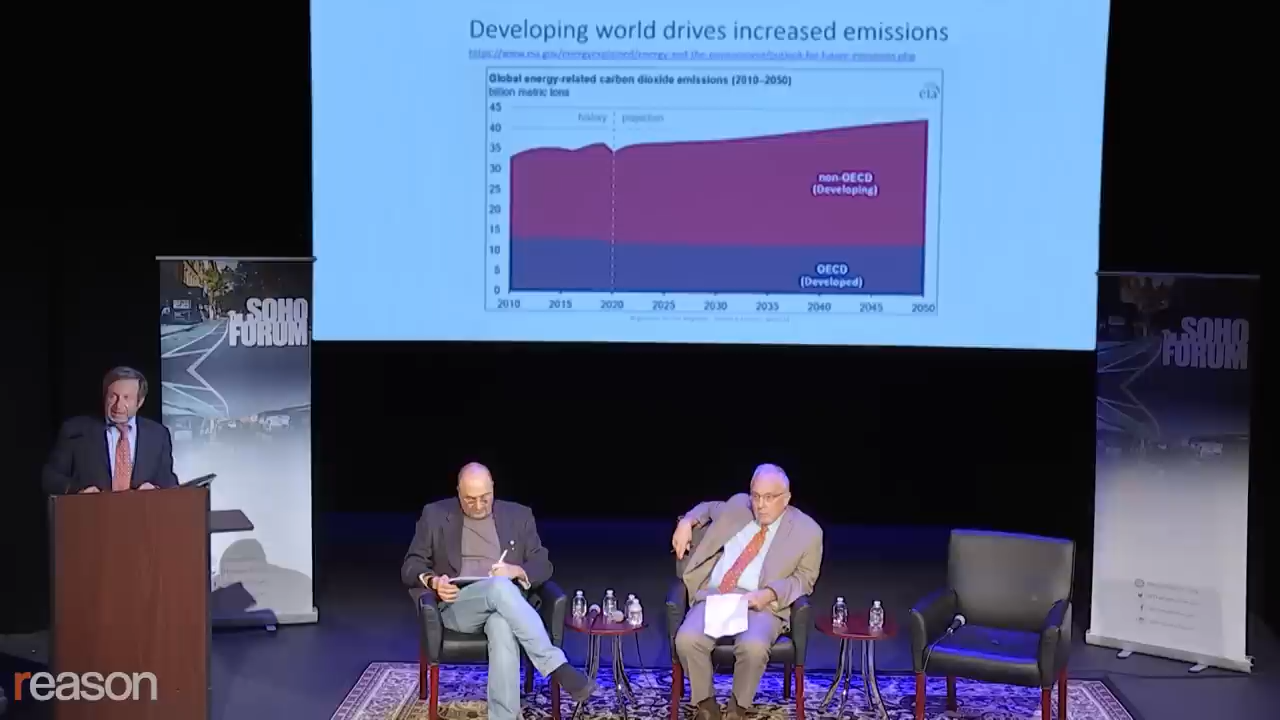 Developing world drives increased emissions
Global energy-related carbon dioxide emissions (2010–2050)
billion metric tons
eia
45
history
projection
40
35
30
25
20
15
10
5
0
non-OECD
(Developing)
OECD
(Developed)
2010 2015 2020 2025 2030 2035 2040 2045 2050
The SOHO
FORUM
The SOHO
FORUM
reason